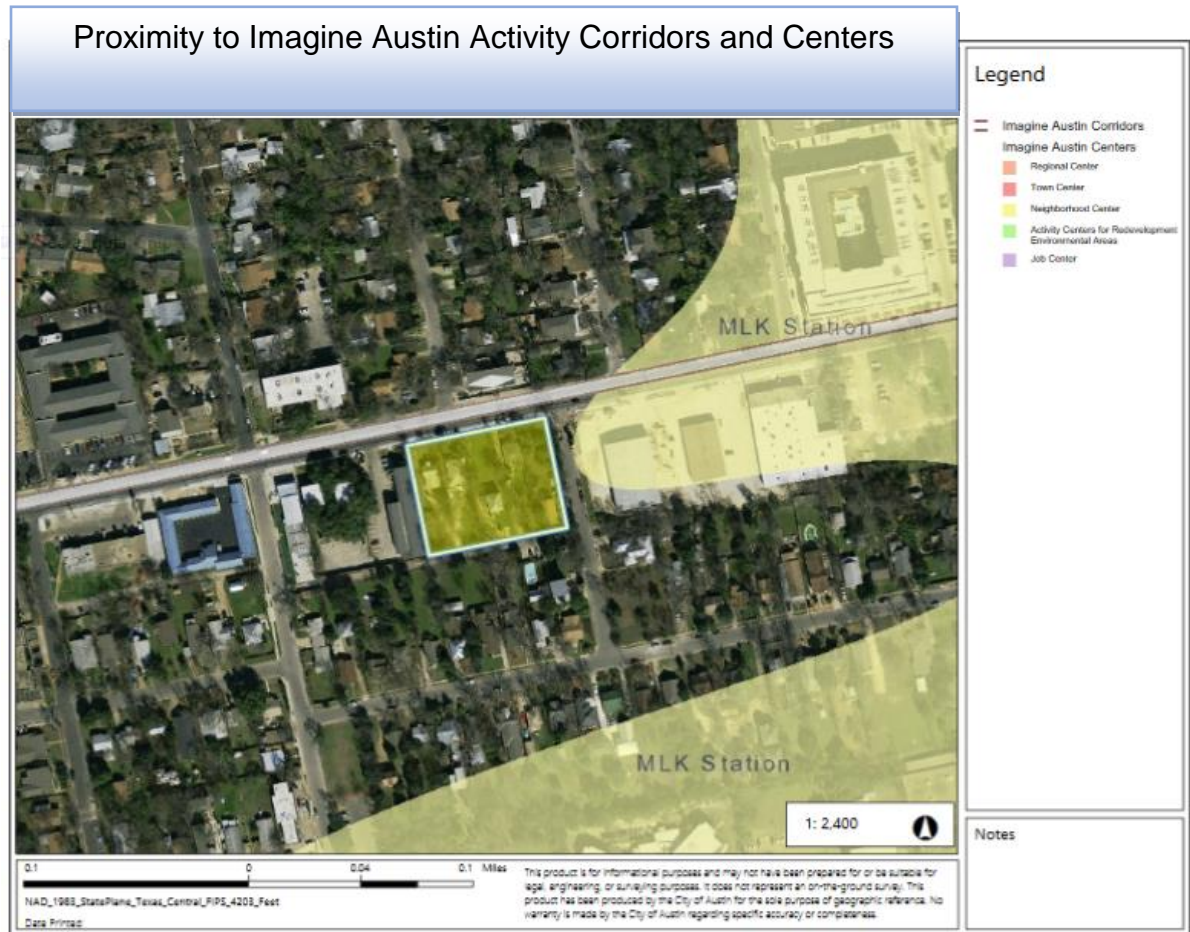 Proximity to Imagine Austin Activity Corridors and Centers
Legend
Imagine Austin Corridors
Imagine Austin Centers
Regional Center
Town Center
Neighborhood Center
Activity Centers for Redevelopment
Environmental Areas
Job Center
MLK Station
MLK Station
1: 2,400
Notes
0.1 0 0.04 0.1 Miles
NAD_1983_StatePlane_Texas_Central_FIPS_4203_Feet
Date Printed:
This product is for informational purposes and may not have been prepared for or be suitable for
legal, engineering, or surveying purposes. It does not represent an on-the-ground survey. This
product has been produced by the City of Austin for the sole purpose of geographic reference. No
warranty is made by the City of Austin regarding specific accuracy or completeness.